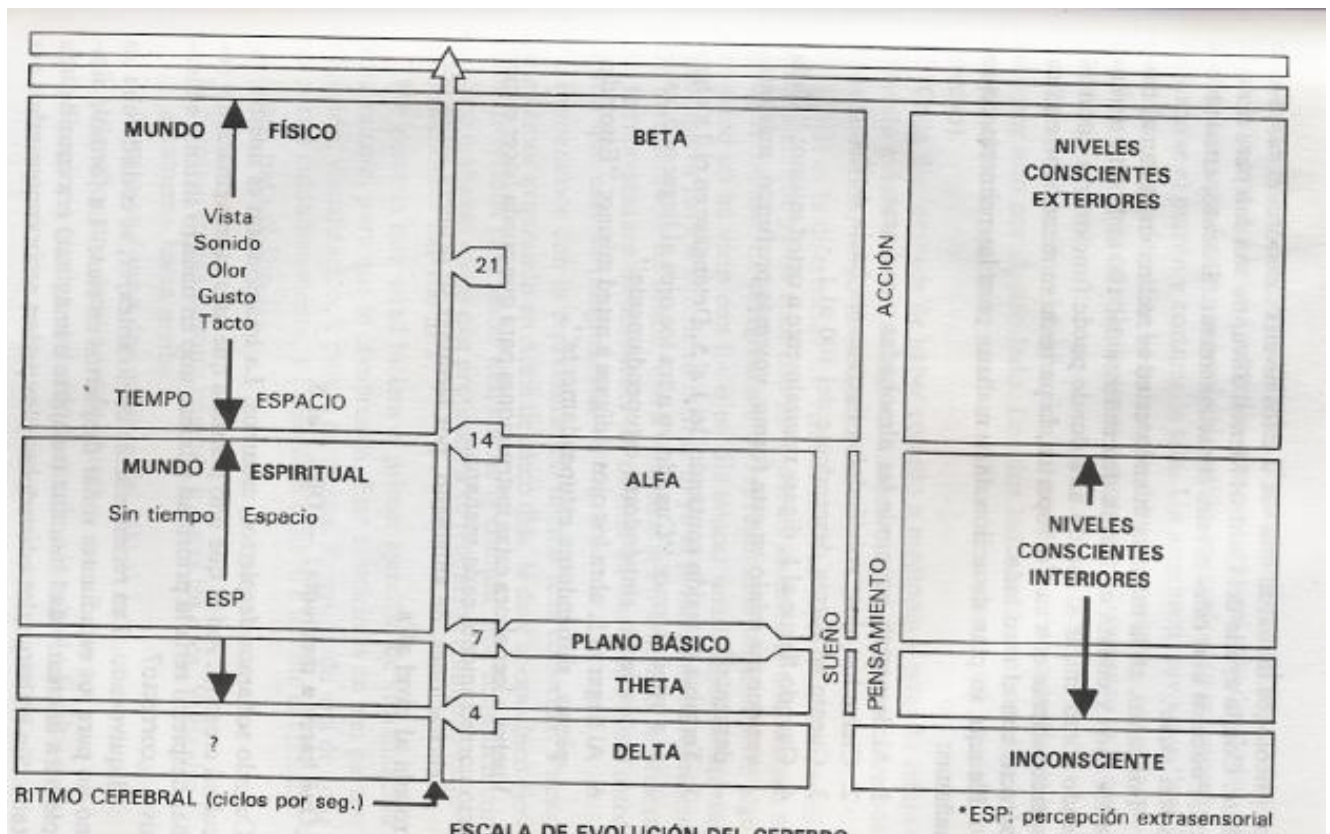 MUNDO FÍSICO
Vista
Sonido
Olor
Gusto
Tacto
TIEMPO ESPACIO
BETA
21
ACCIÓN
NIVELES
CONSCIENTES
EXTERIORES
14
MUNDO ESPIRITUAL
Sin tiempo Espacio
ESP
ALFA
NIVELES
CONSCIENTES
INTERIORES
7
PLANO BÁSICO
SUEÑO
PENSAMIENTO
THETA
4
?
DELTA
INCONSCIENTE
RITMO CEREBRAL (ciclos por seg.)
*ESP: percepción extrasensorial
ESCALA DE EVOLUCIÓN DEL CEREBRO